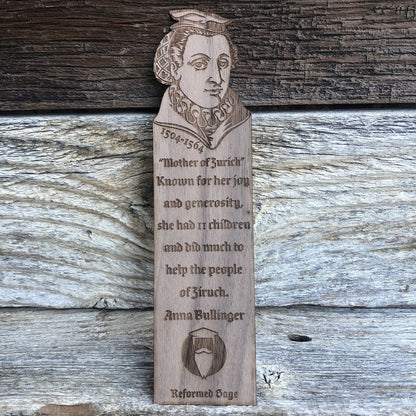 1504-1564
"Mother of Zurich"
Known for her joy
and generosity,
she had 11 children
and did much to
help the people
of Ziruch.
Anna Bullinger
Reformed Sage